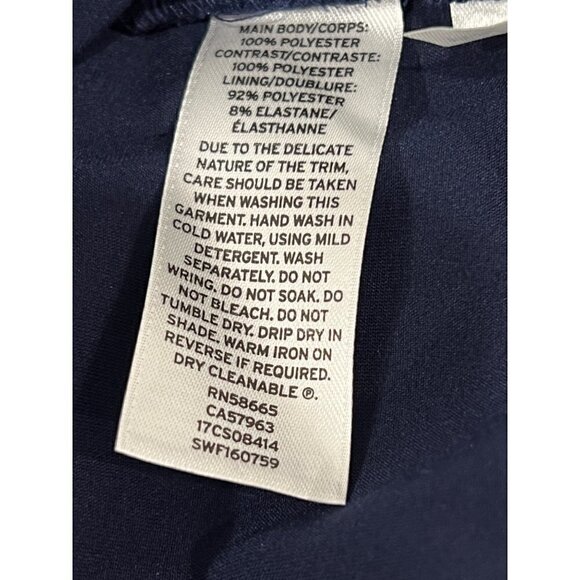 MAIN BODY/CORPS:
100% POLYESTER
CONTRAST/CONTRASTE:
100% POLYESTER
LINING/DOUBLURE:
92% POLYESTER
8% ELASTANE/
ÉLASTHANNE
DUE TO THE DELICATE
NATURE OF THE TRIM,
CARE SHOULD BE TAKEN
WHEN WASHING THIS
GARMENT. HAND WASH IN
COLD WATER, USING MILD
DETERGENT. WASH
SEPARATELY. DO NOT
WRING. DO NOT SOAK. DO
NOT BLEACH. DO NOT
TUMBLE DRY. DRIP DRY IN
SHADE. WARM IRON ON
REVERSE IF REQUIRED.
DRY CLEANABLE Ⓟ.
RN58665
CA57963
17CS08414
SWF160759